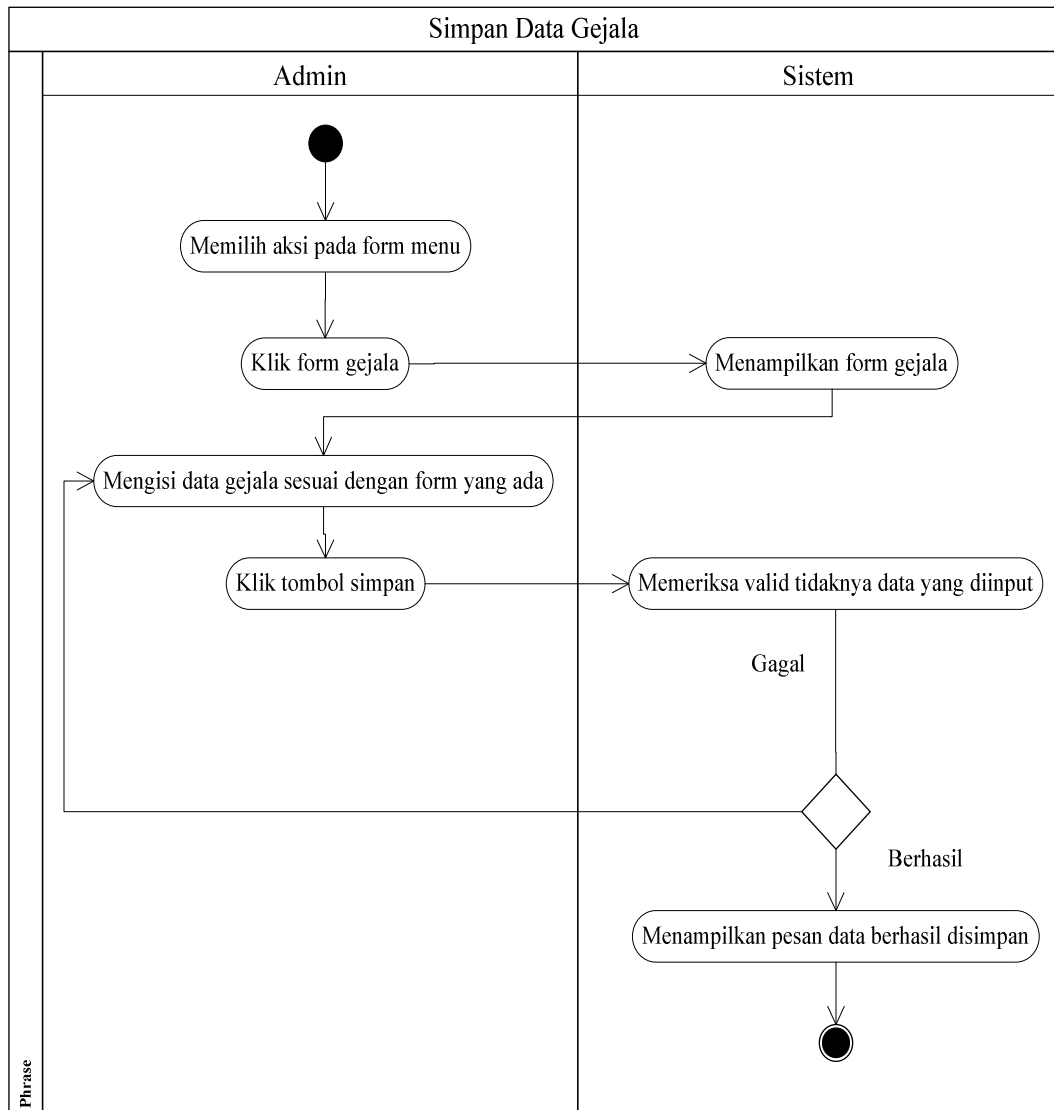 Simpan Data Gejala
Admin
Sistem
Memilih aksi pada form menu
Klik form gejala
Menampilkan form gejala
Mengisi data gejala sesuai dengan form yang ada
Klik tombol simpan
Memeriksa valid tidaknya data yang diinput
Gagal
Berhasil
Menampilkan pesan data berhasil disimpan
Phrase